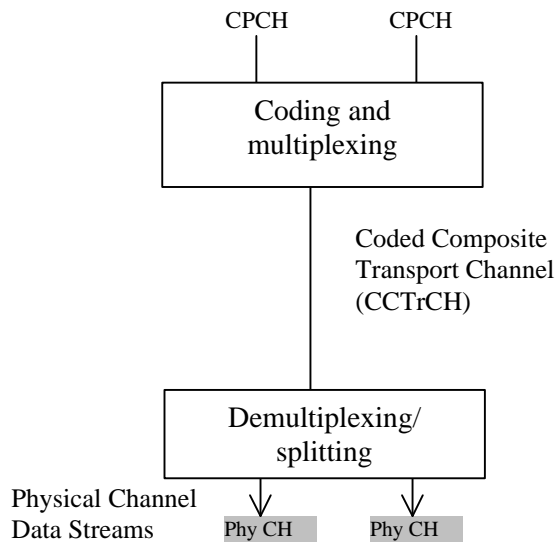 CPCH CPCH
Coding and
multiplexing
Coded Composite
Transport Channel
(CCTrCH)
Demultiplexing/
splitting
Physical Channel
Data Streams
Phy CH Phy CH